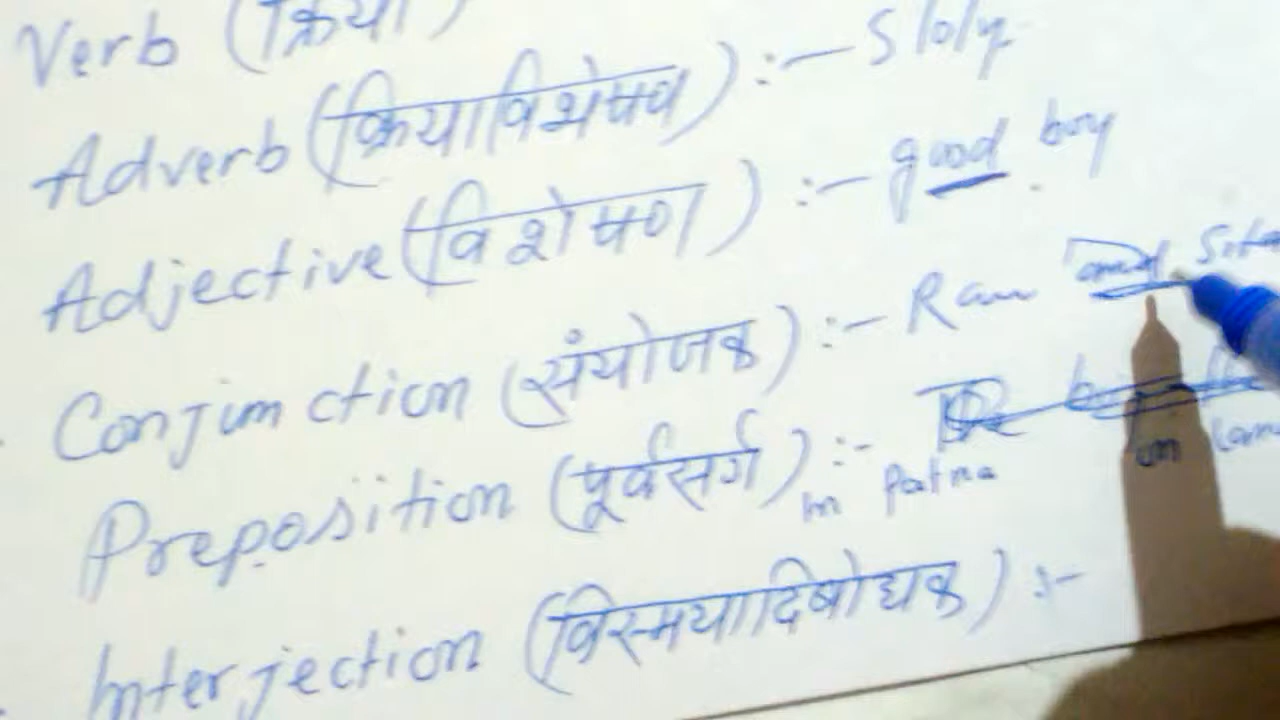 Verb (क्रिया)
Adverb (क्रियाविशेषण) :- Sloly
Adjective (विशेषण) :- good boy
Conjunction (संयोजक) :- Ram and Sita
Preposition (पूर्वसर्ग) :-
in Patna
Interjection (विस्मयादिबोधक) :-